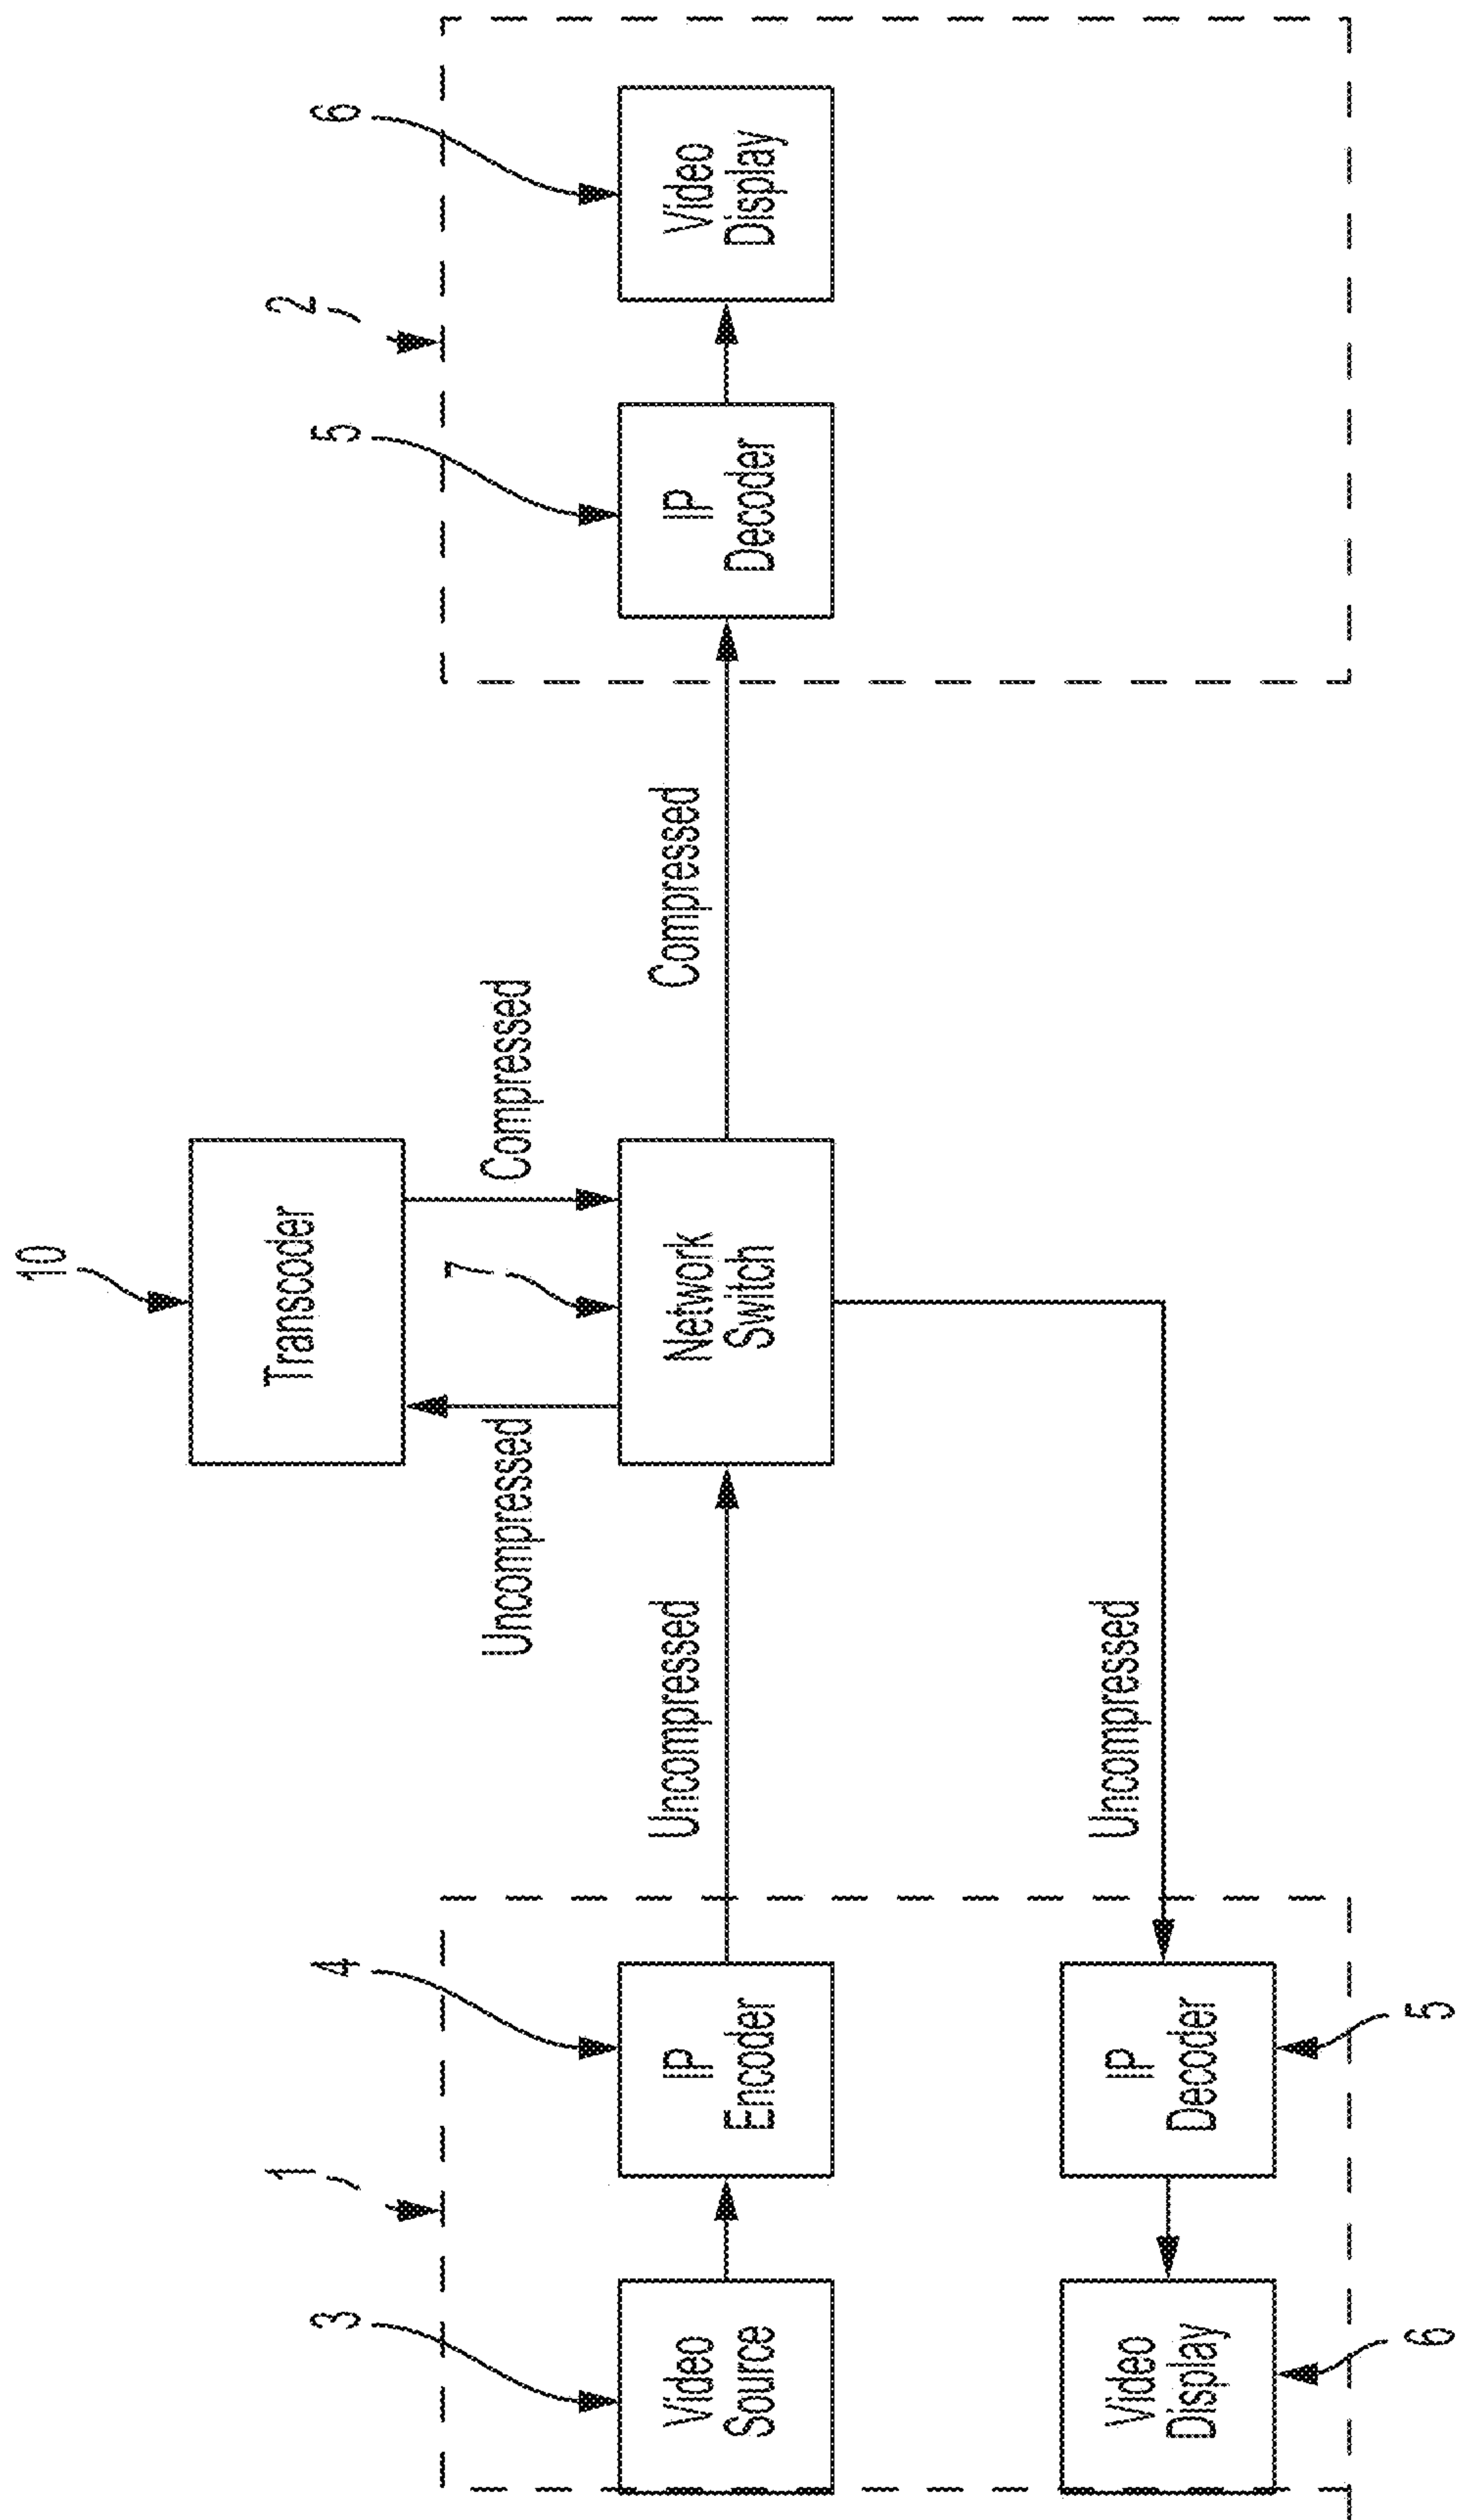 10
Transcoder
1
2
3
4
7
5
6
Uncompressed
Compressed
Video
Source
IP
Encoder
Uncompressed
Network
Switch
Compressed
IP
Decoder
Video
Display
Uncompressed
Video
Display
IP
Decoder
6
5